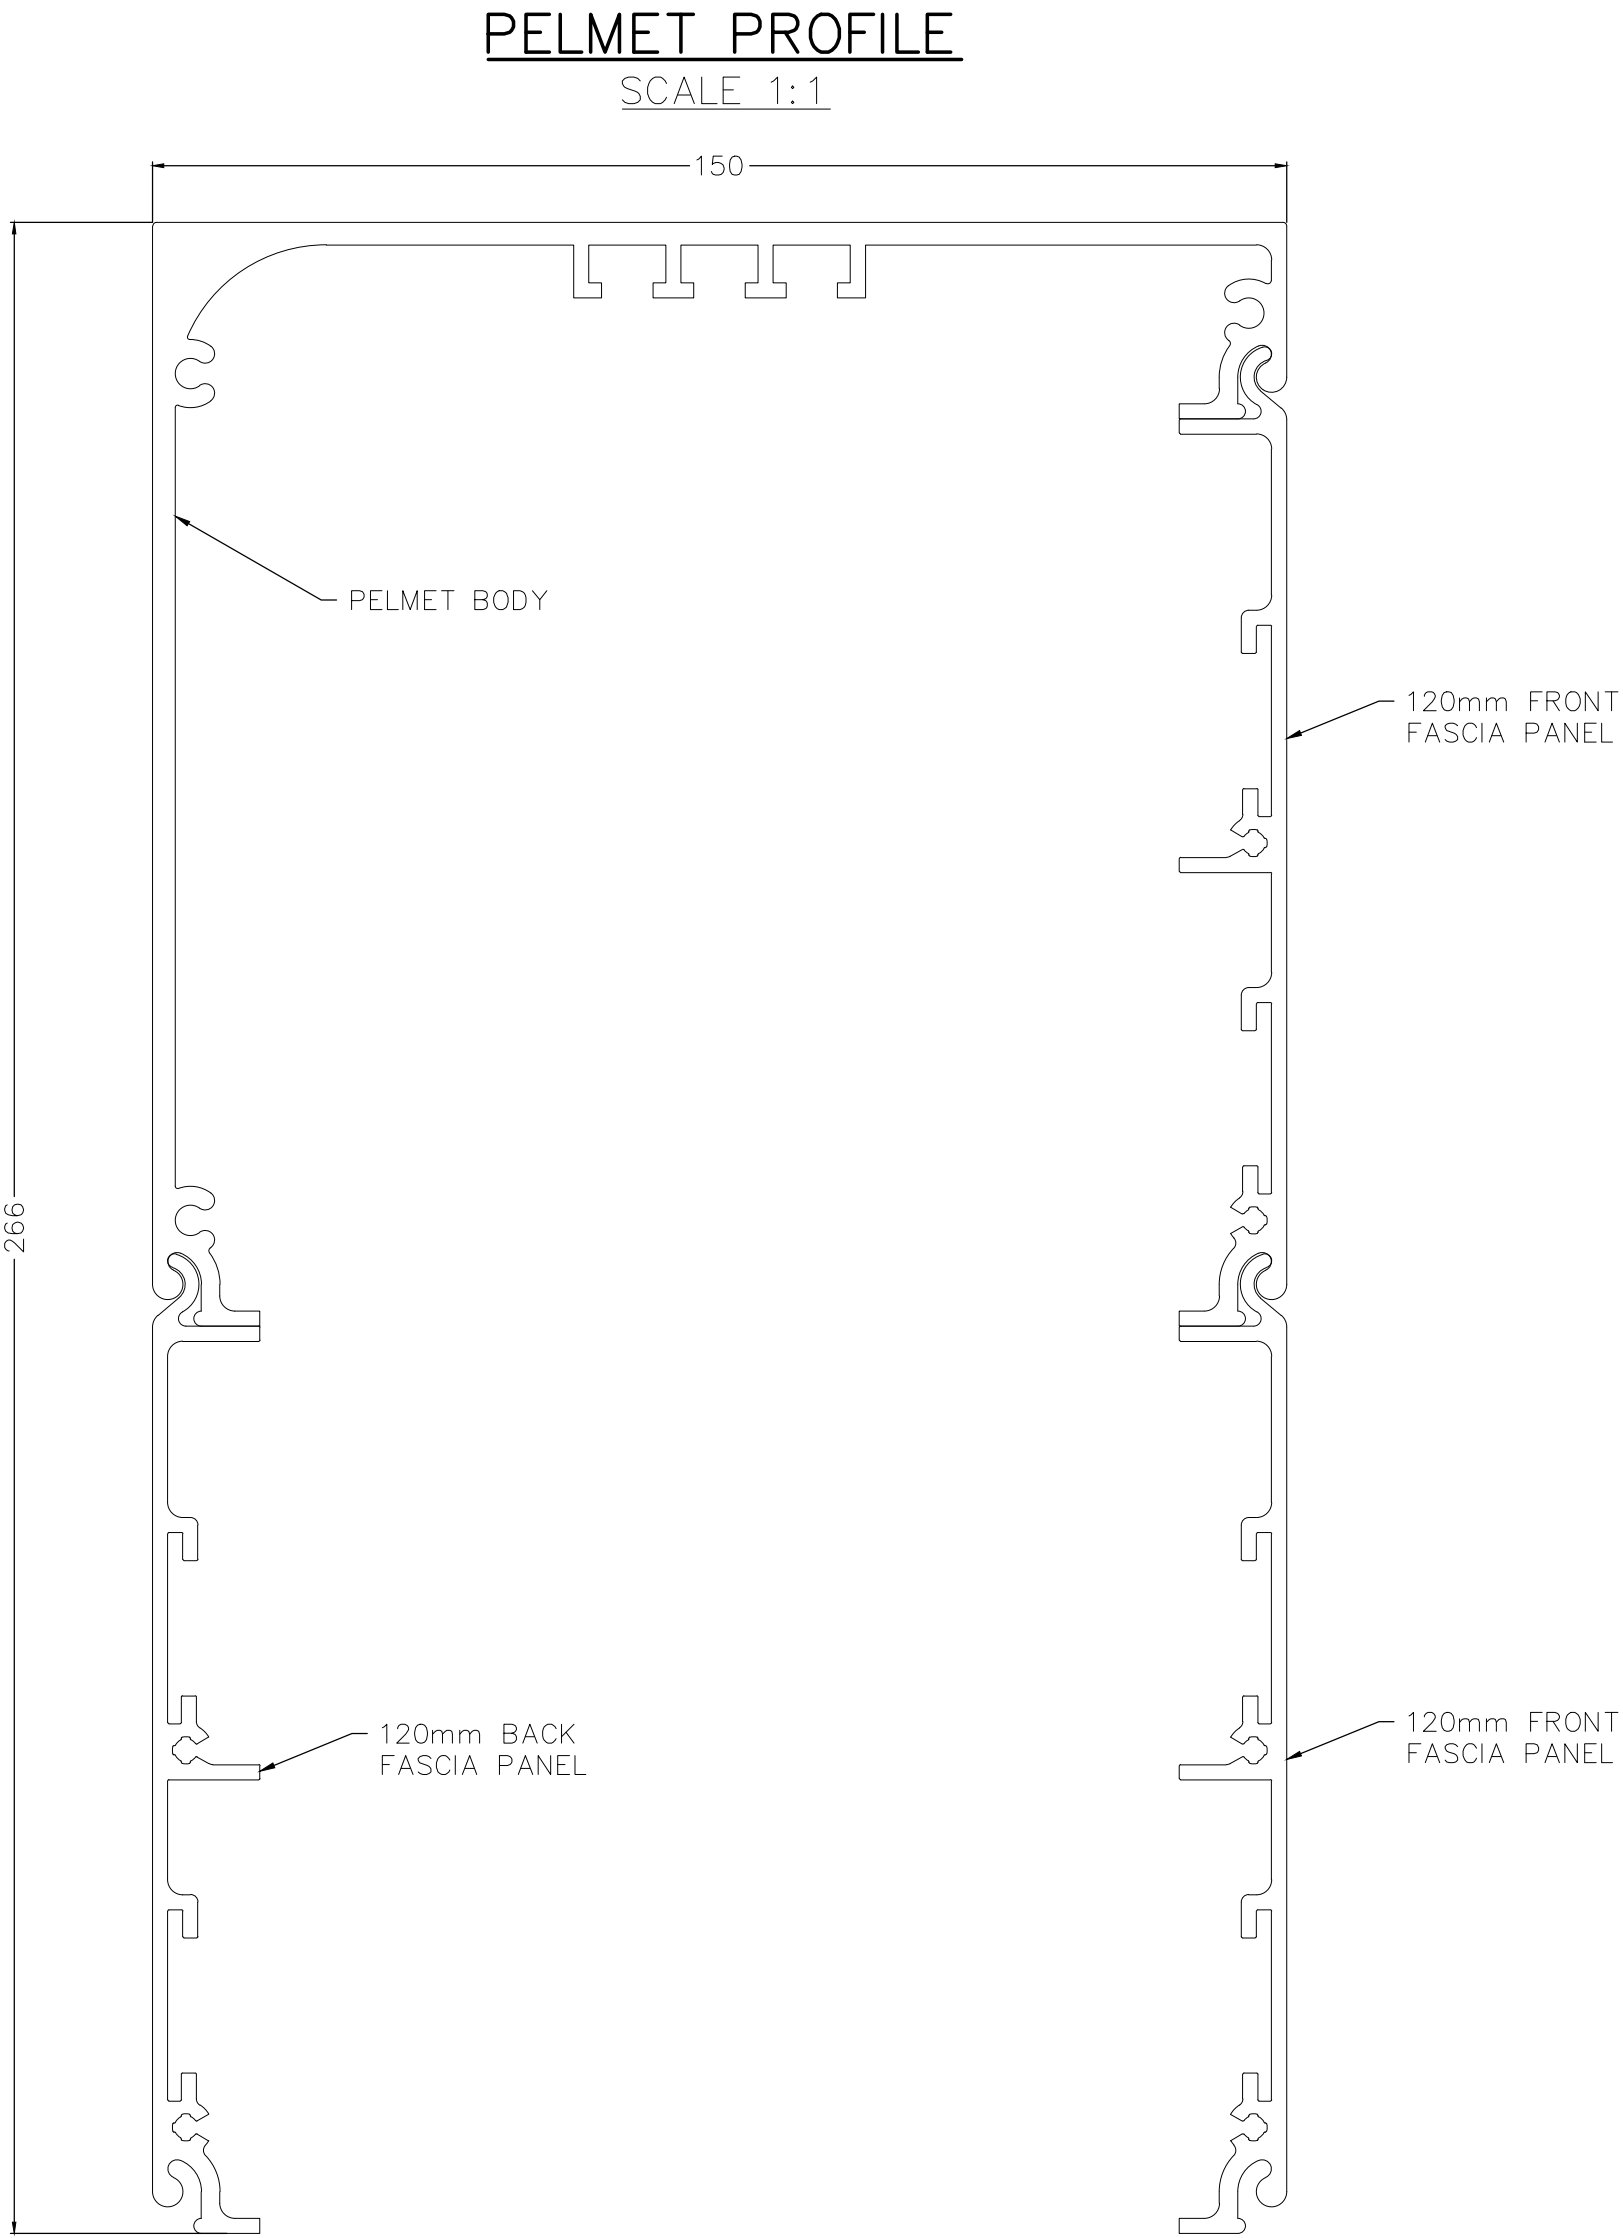 PELMET PROFILE
SCALE 1:1
150
PELMET BODY
120mm FRONT
FASCIA PANEL
266
120mm BACK
FASCIA PANEL
120mm FRONT
FASCIA PANEL